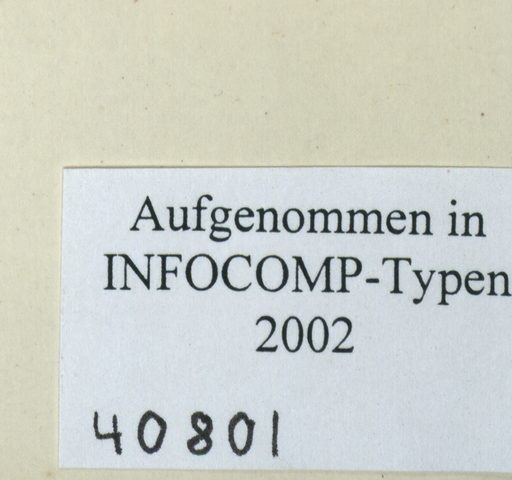 Aufgenommen in
INFOCOMP-Typen
2002
40801